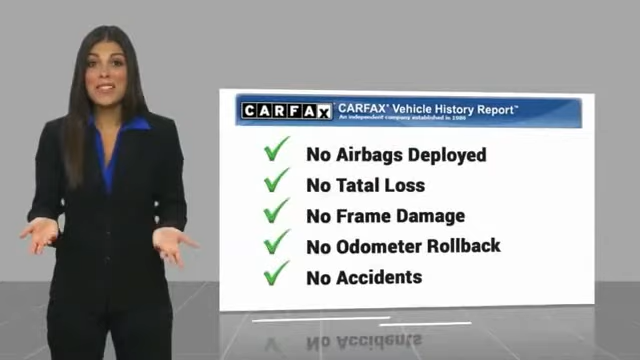 CARFAX CARFAX® Vehicle History Report™
An independent company established in 1986
No Airbags Deployed
No Tatal Loss
No Frame Damage
No Odometer Rollback
No Accidents